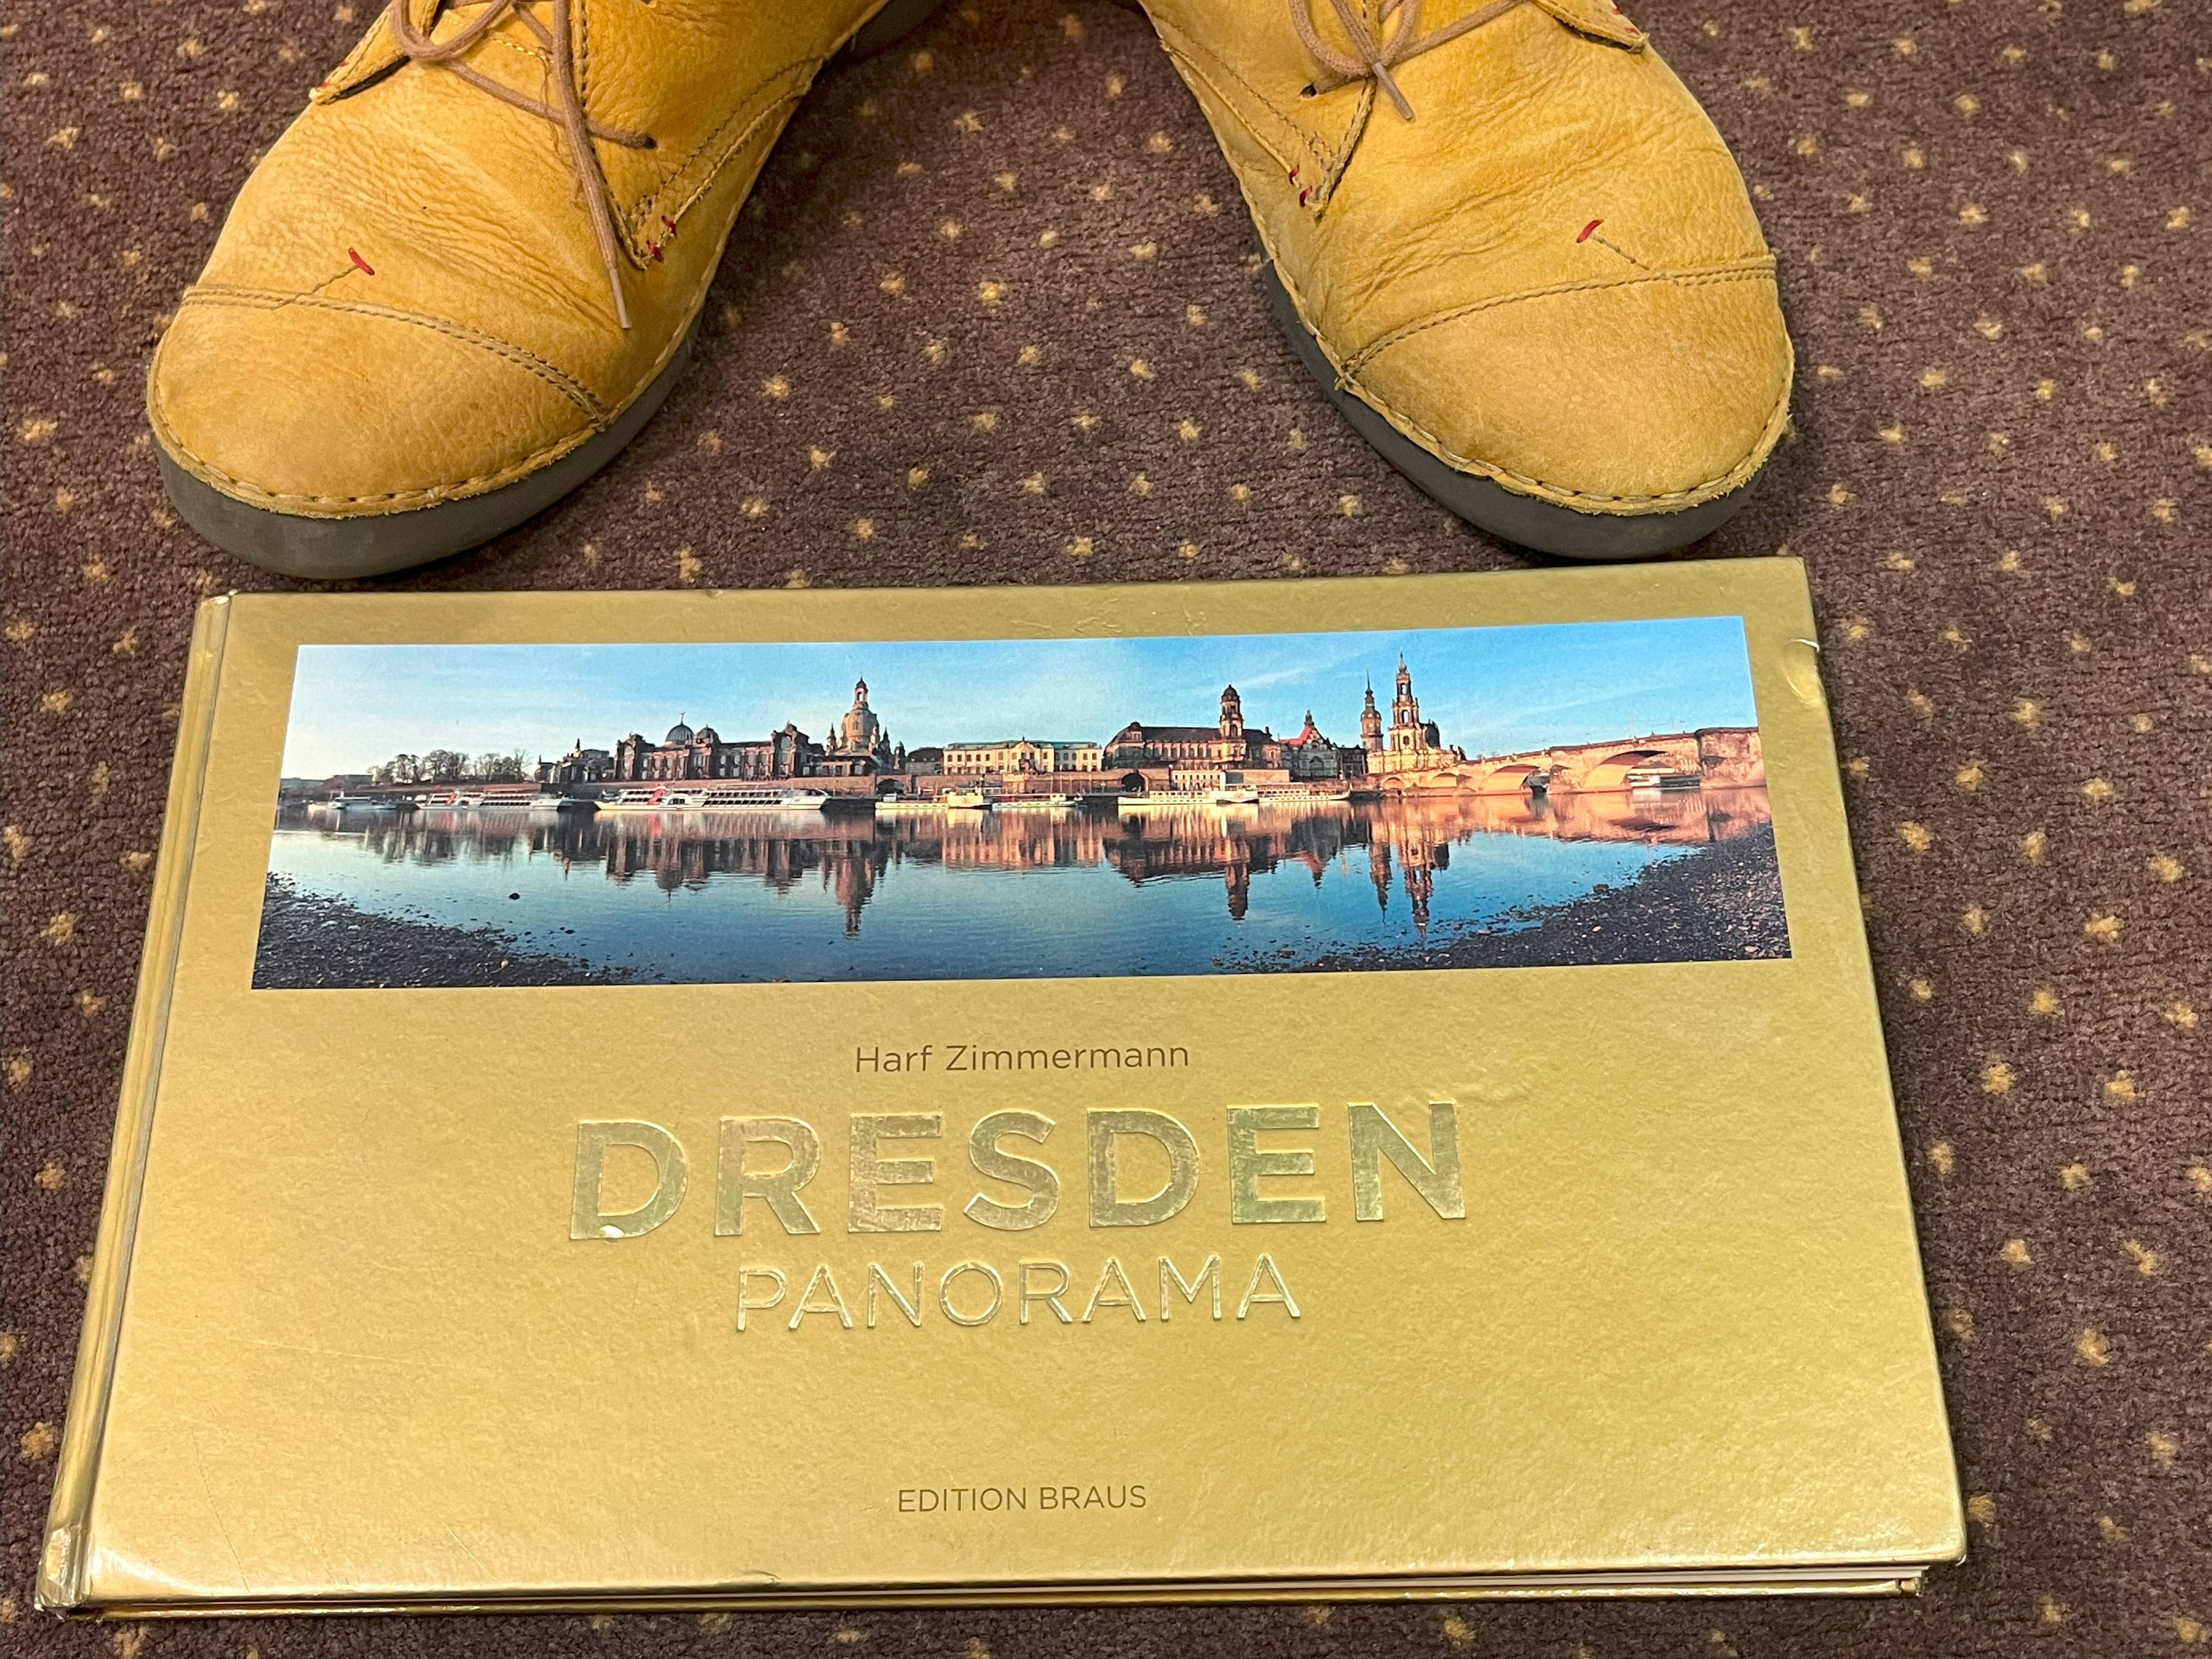 Harf Zimmermann
DRESDEN
PANORAMA
EDITION BRAUS